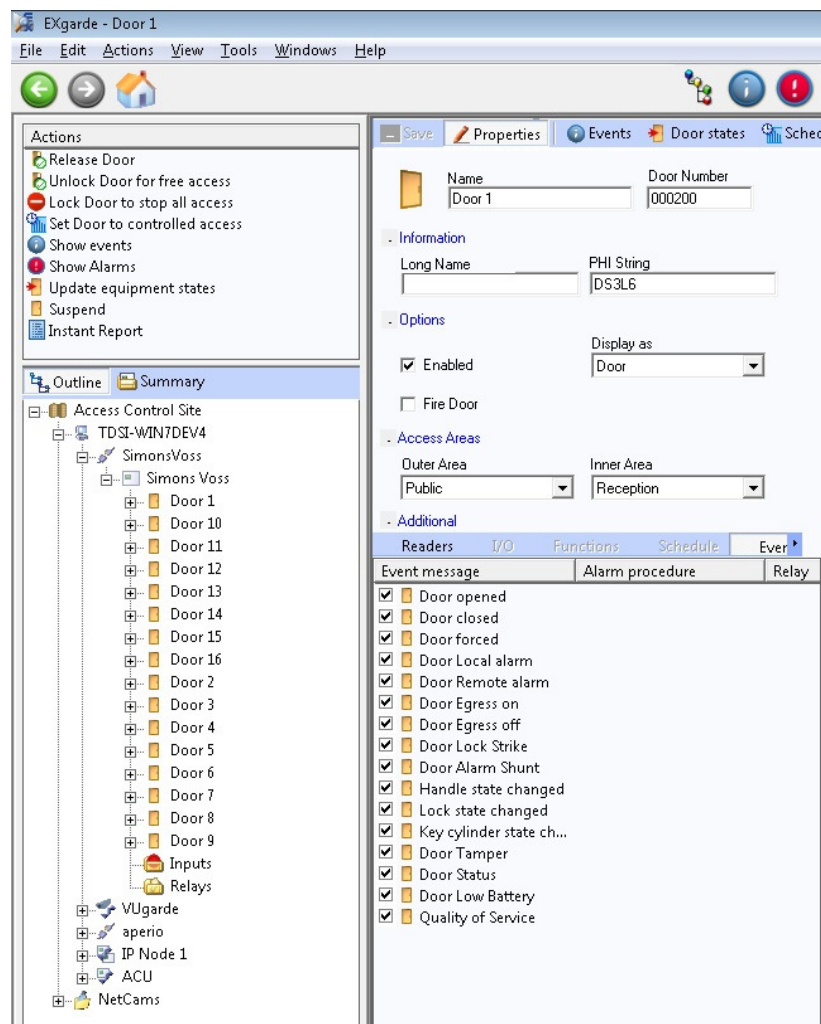 EXgarde - Door 1
File Edit Actions View Tools Windows Help
Actions
Release Door
Unlock Door for free access
Lock Door to stop all access
Set Door to controlled access
Show events
Show Alarms
Update equipment states
Suspend
Instant Report
Outline Summary
Access Control Site
TDSI-WIN7DEV4
SimonsVoss
Simons Voss
Door 1
Door 10
Door 11
Door 12
Door 13
Door 14
Door 15
Door 16
Door 2
Door 3
Door 4
Door 5
Door 6
Door 7
Door 8
Door 9
Inputs
Relays
VUgarde
aperio
IP Node 1
ACU
NetCams
Save Properties Events Door states Sched
Name Door Number
Door 1 000200
Information
Long Name PHI String
DS3L6
Options
Display as
Enabled Door
Fire Door
Access Areas
Outer Area Inner Area
Public Reception
Additional
Readers I/O Functions Schedule Ever
Event message Alarm procedure Relay
Door opened
Door closed
Door forced
Door Local alarm
Door Remote alarm
Door Egress on
Door Egress off
Door Lock Strike
Door Alarm Shunt
Handle state changed
Lock state changed
Key cylinder state ch...
Door Tamper
Door Status
Door Low Battery
Quality of Service